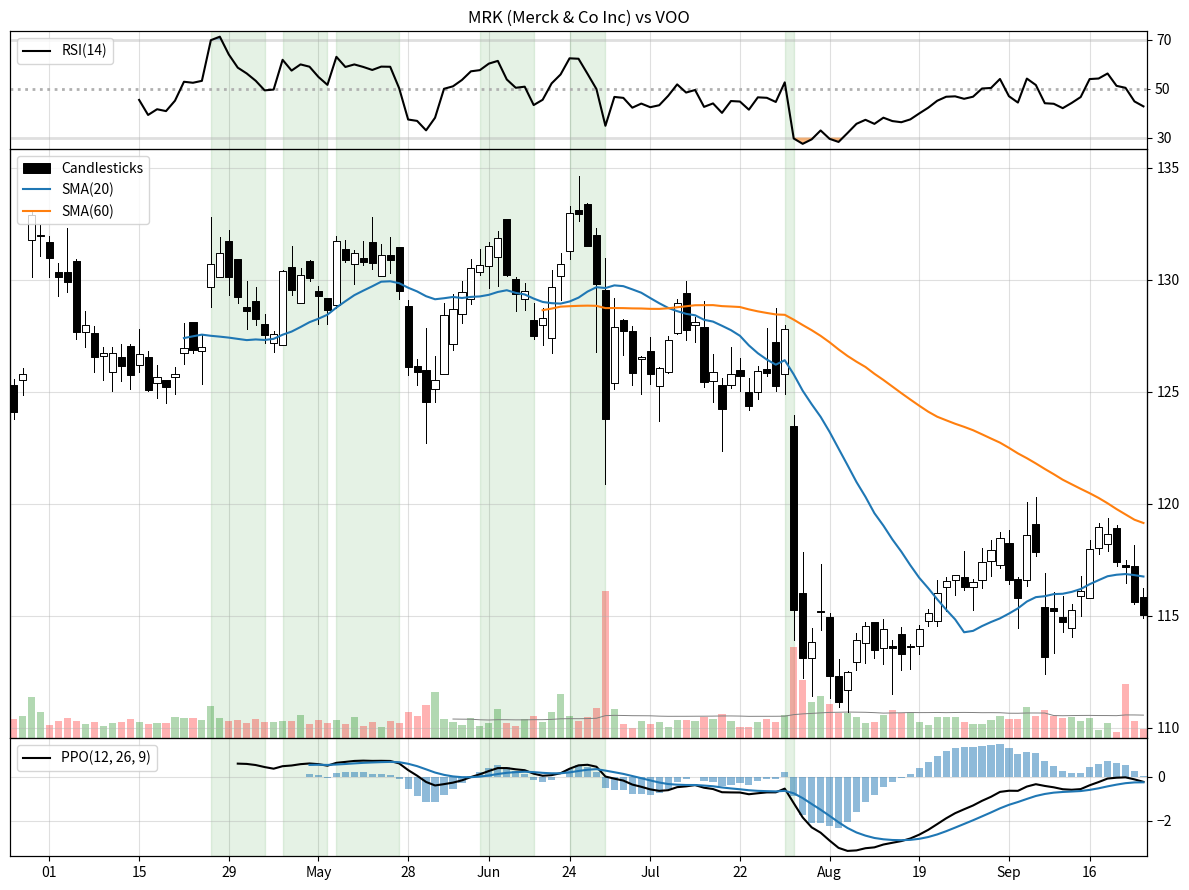 MRK (Merck & Co Inc) vs VOO
RSI(14)
70
50
30
Candlesticks
SMA(20)
SMA(60)
135
130
125
120
115
110
PPO(12, 26, 9)
0
−2
01 15 29 May 28 Jun 24 Jul 22 Aug 19 Sep 16